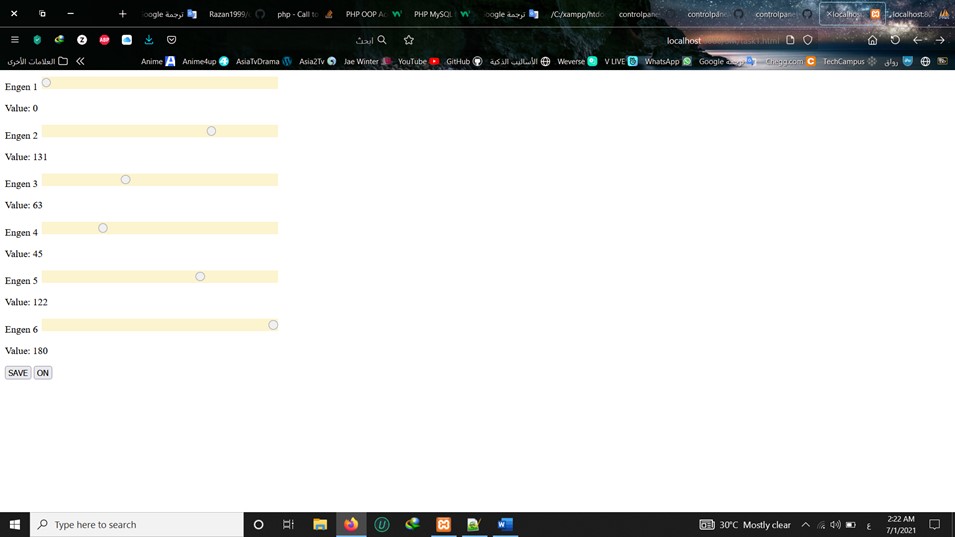 ترجمة Google
Razan1999/c
php - Call to
PHP OOP Ac
PHP MySQL I
ترجمة Google
/C:/xampp/htdo
controlpane
controlpan
controlpane
localhos
localhost:80
ابحث
localhost
العلامات الأخرى
Anime
Anime4up
AsiaTvDrama
Asia2Tv
Jae Winter
YouTube
GitHub
الأساليب الذكية
Weverse
V LIVE
WhatsApp
ترجمة Google
Chegg.com
TechCampus
رواق
Engen 1
Value: 0
Engen 2
Value: 131
Engen 3
Value: 63
Engen 4
Value: 45
Engen 5
Value: 122
Engen 6
Value: 180
SAVE ON
Type here to search
30°C Mostly clear
ع
2:22 AM
7/1/2021